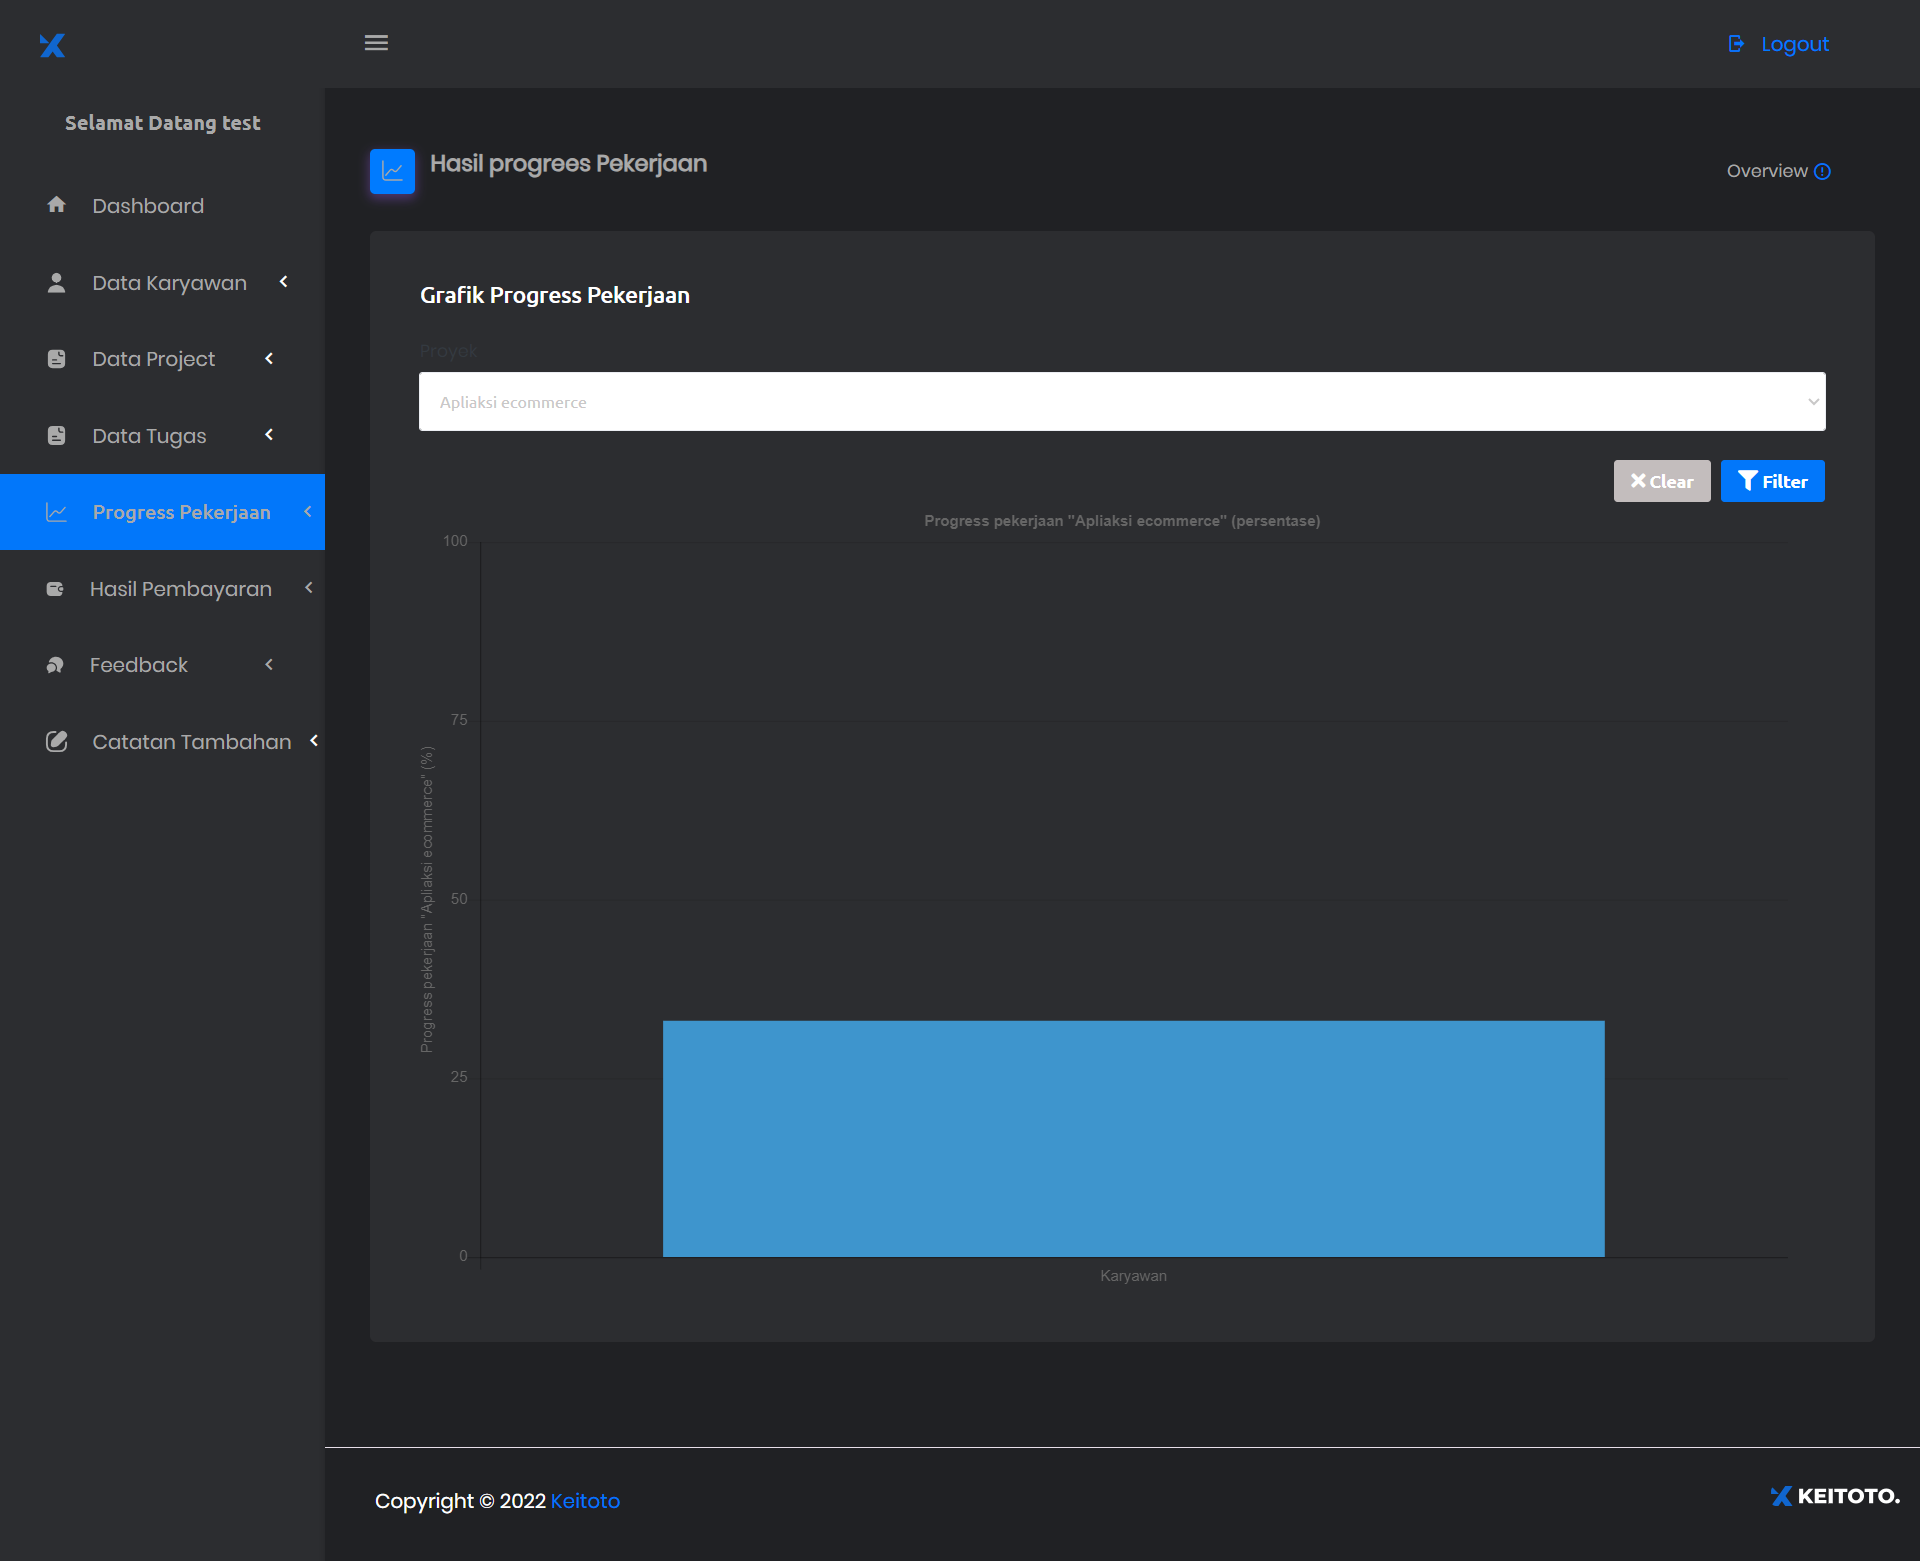 Logout
Selamat Datang test
Dashboard
Data Karyawan
Data Project
Data Tugas
Progress Pekerjaan
Hasil Pembayaran
Feedback
Catatan Tambahan
Hasil progrees Pekerjaan
Overview
Grafik Progress Pekerjaan
Proyek
Apliaksi ecommerce
Clear
Filter
Progress pekerjaan "Apliaksi ecommerce" (persentase)
Progress pekerjaan "Apliaksi ecommerce" (%)
100
75
50
25
0
Karyawan
Copyright © 2022 Keitoto
KEITOTO.